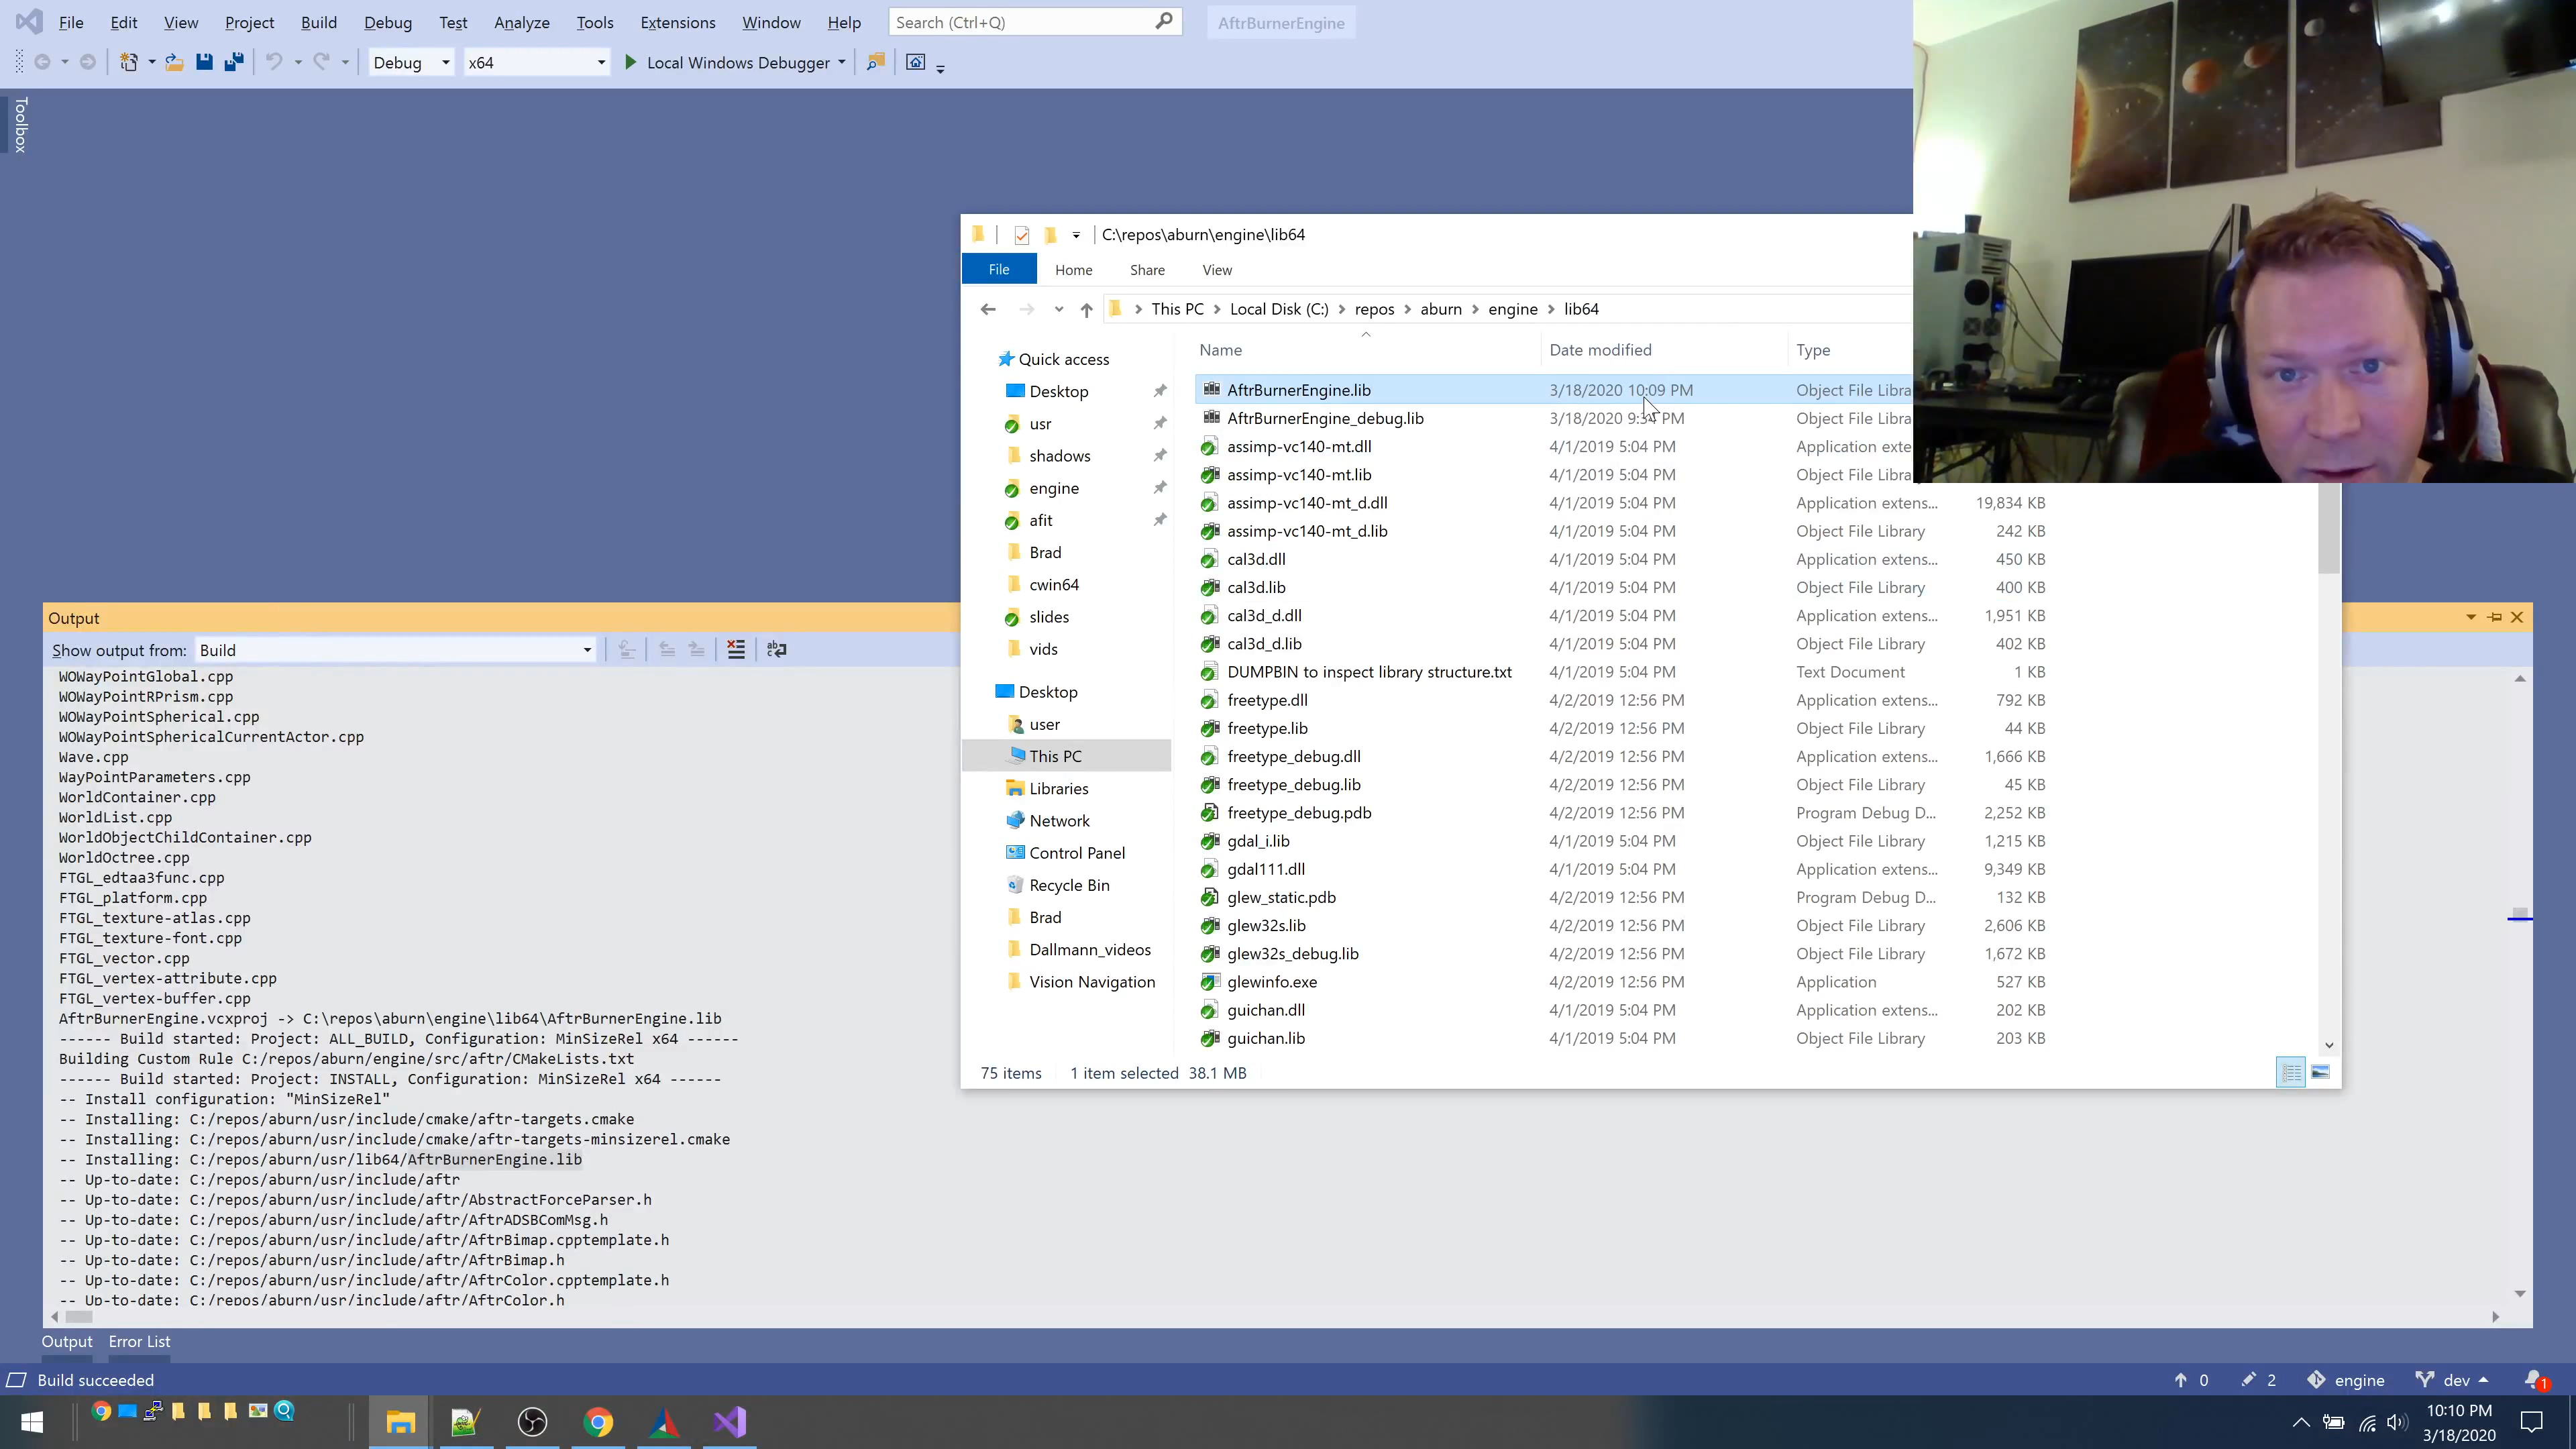 File Edit View Project Build Debug Test Analyze Tools Extensions Window Help Search (Ctrl+Q) AftrBurnerEngine
Debug x64 Local Windows Debugger
Toolbox
C:\repos\aburn\engine\lib64
File Home Share View
This PC Local Disk (C:) repos aburn engine lib64
Name Date modified Type
Quick access
Desktop
usr
shadows
engine
afit
Brad
cwin64
slides
vids
Desktop
user
This PC
Libraries
Network
Control Panel
Recycle Bin
Brad
Dallmann_videos
Vision Navigation
AftrBurnerEngine.lib 3/18/2020 10:09 PM Object File Libra
AftrBurnerEngine_debug.lib 3/18/2020 PM Object File Libra
assimp-vc140-mt.dll 4/1/2019 5:04 PM Application exte
assimp-vc140-mt.lib 4/1/2019 5:04 PM Object File Libra
assimp-vc140-mt_d.dll 4/1/2019 5:04 PM Application extens... 19,834 KB
assimp-vc140-mt_d.lib 4/1/2019 5:04 PM Object File Library 242 KB
cal3d.dll 4/1/2019 5:04 PM Application extens... 450 KB
cal3d.lib 4/1/2019 5:04 PM Object File Library 400 KB
cal3d_d.dll 4/1/2019 5:04 PM Application extens... 1,951 KB
cal3d_d.lib 4/1/2019 5:04 PM Object File Library 402 KB
DUMPBIN to inspect library structure.txt 4/1/2019 5:04 PM Text Document 1 KB
freetype.dll 4/2/2019 12:56 PM Application extens... 792 KB
freetype.lib 4/2/2019 12:56 PM Object File Library 44 KB
freetype_debug.dll 4/2/2019 12:56 PM Application extens... 1,666 KB
freetype_debug.lib 4/2/2019 12:56 PM Object File Library 45 KB
freetype_debug.pdb 4/2/2019 12:56 PM Program Debug D... 2,252 KB
gdal_i.lib 4/1/2019 5:04 PM Object File Library 1,215 KB
gdal111.dll 4/1/2019 5:04 PM Application extens... 9,349 KB
glew_static.pdb 4/2/2019 12:56 PM Program Debug D... 132 KB
glew32s.lib 4/2/2019 12:56 PM Object File Library 2,606 KB
glew32s_debug.lib 4/2/2019 12:56 PM Object File Library 1,672 KB
glewinfo.exe 4/2/2019 12:56 PM Application 527 KB
guichan.dll 4/1/2019 5:04 PM Application extens... 202 KB
guichan.lib 4/1/2019 5:04 PM Object File Library 203 KB
75 items 1 item selected 38.1 MB
Output
Show output from: Build
WOWayPointGlobal.cpp
WOWayPointRPrism.cpp
WOWayPointSpherical.cpp
WOWayPointSphericalCurrentActor.cpp
Wave.cpp
WayPointParameters.cpp
WorldContainer.cpp
WorldList.cpp
WorldObjectChildContainer.cpp
WorldOctree.cpp
FTGL_edtaa3func.cpp
FTGL_platform.cpp
FTGL_texture-atlas.cpp
FTGL_texture-font.cpp
FTGL_vector.cpp
FTGL_vertex-attribute.cpp
FTGL_vertex-buffer.cpp
AftrBurnerEngine.vcxproj -> C:\repos\aburn\engine\lib64\AftrBurnerEngine.lib
------ Build started: Project: ALL_BUILD, Configuration: MinSizeRel x64 ------
Building Custom Rule C:/repos/aburn/engine/src/aftr/CMakeLists.txt
------ Build started: Project: INSTALL, Configuration: MinSizeRel x64 ------
-- Install configuration: "MinSizeRel"
-- Installing: C:/repos/aburn/usr/include/cmake/aftr-targets.cmake
-- Installing: C:/repos/aburn/usr/include/cmake/aftr-targets-minsizerel.cmake
-- Installing: C:/repos/aburn/usr/lib64/AftrBurnerEngine.lib
-- Up-to-date: C:/repos/aburn/usr/include/aftr
-- Up-to-date: C:/repos/aburn/usr/include/aftr/AbstractForceParser.h
-- Up-to-date: C:/repos/aburn/usr/include/aftr/AftrADSBComMsg.h
-- Up-to-date: C:/repos/aburn/usr/include/aftr/AftrBimap.cpptemplate.h
-- Up-to-date: C:/repos/aburn/usr/include/aftr/AftrBimap.h
-- Up-to-date: C:/repos/aburn/usr/include/aftr/AftrColor.cpptemplate.h
-- Up-to-date: C:/repos/aburn/usr/include/aftr/AftrColor.h
Output Error List
Build succeeded 0 2 engine dev 1
10:10 PM
3/18/2020